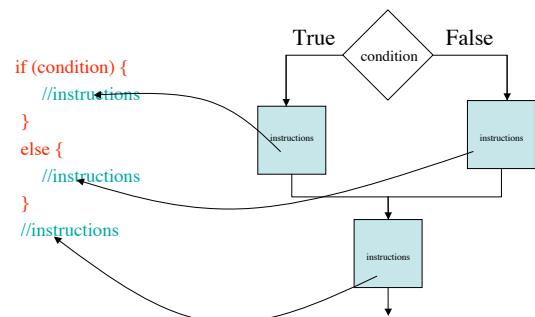 if (condition) {
//instructions
}
else {
//instructions
}
//instructions
True
False
condition
instructions
instructions
instructions